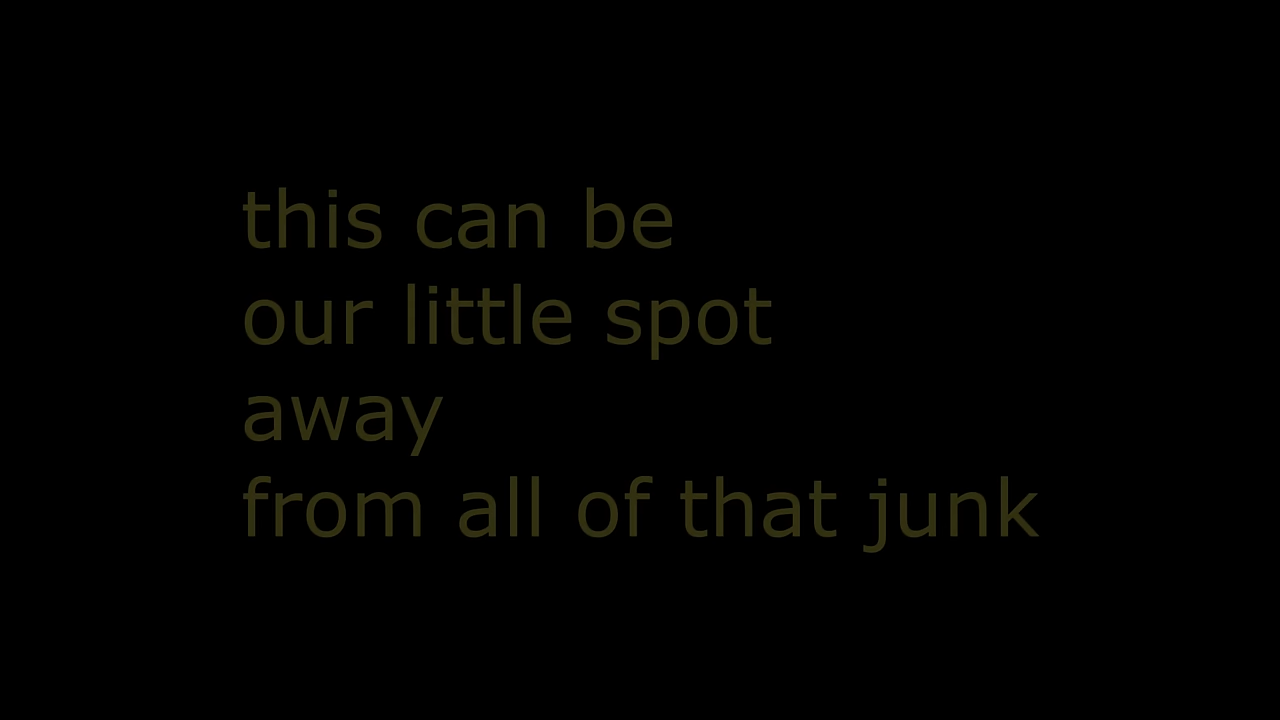 this can be
our little spot
away
from all of that junk